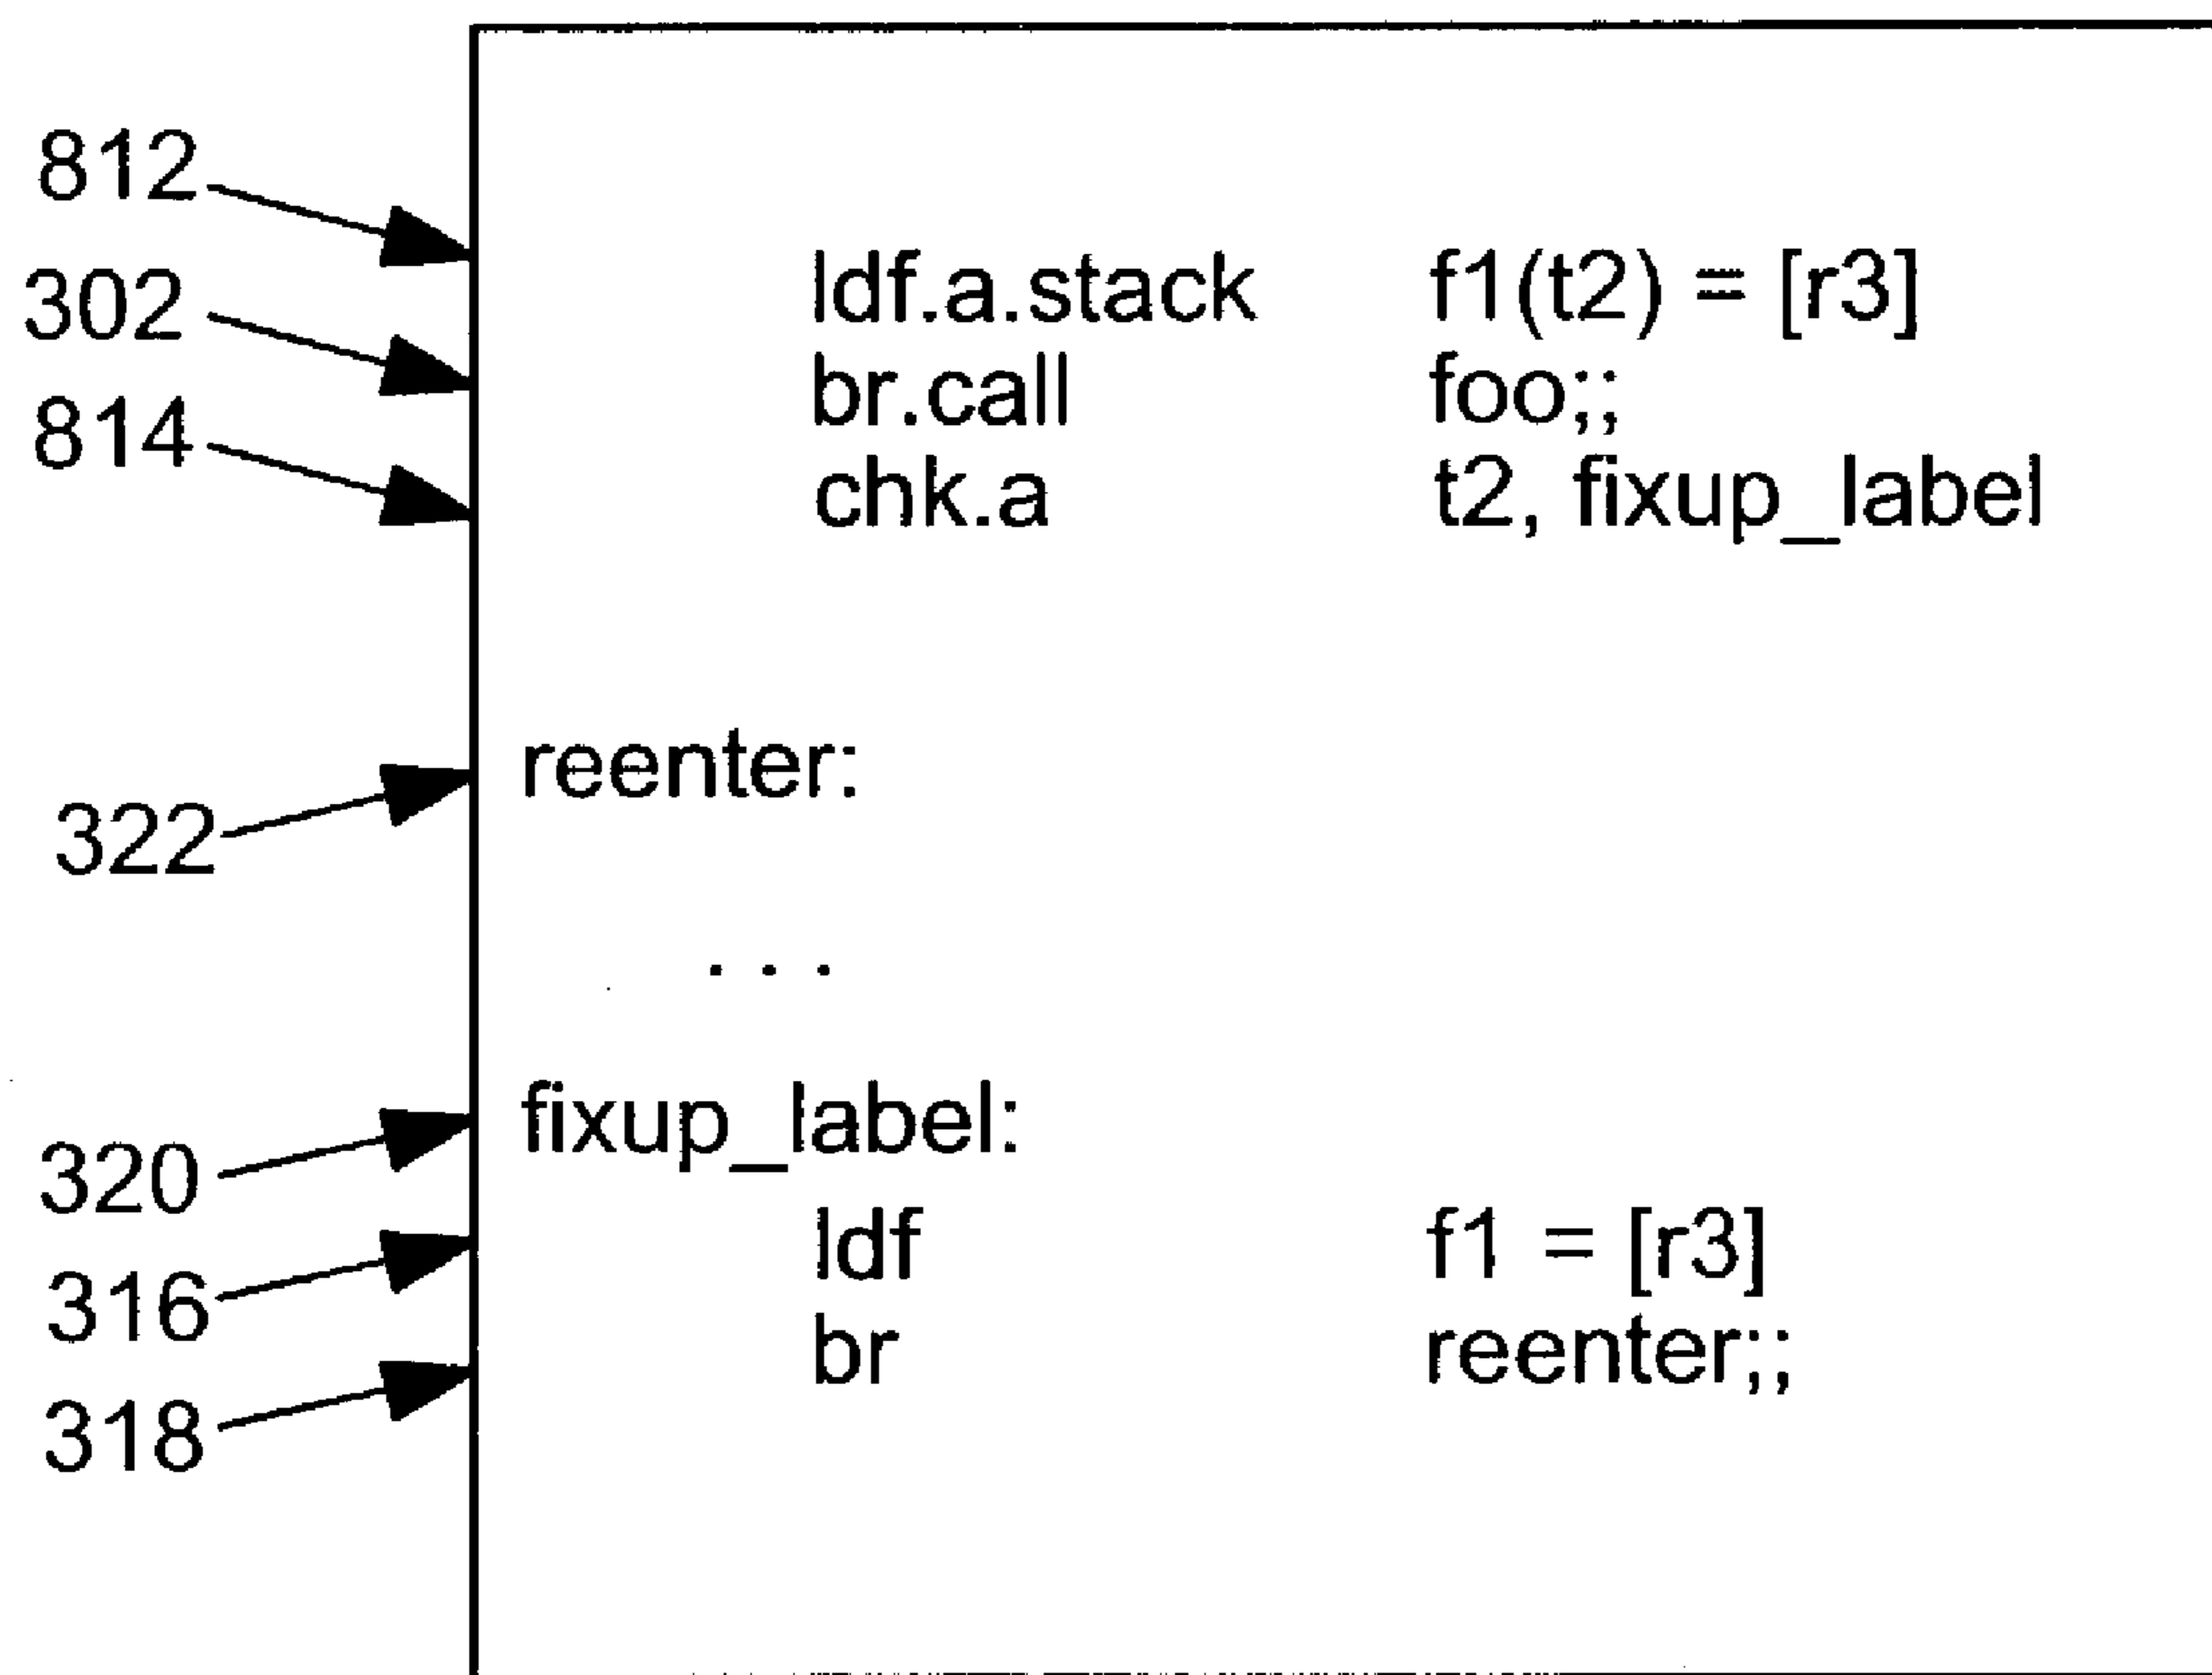 812 ldf.a.stack f1(t2) = [r3]
302 br.call foo;;
814 chk.a t2, fixup_label
322 reenter:
. . .
320 fixup_label:
316 ldf f1 = [r3]
318 br reenter;;